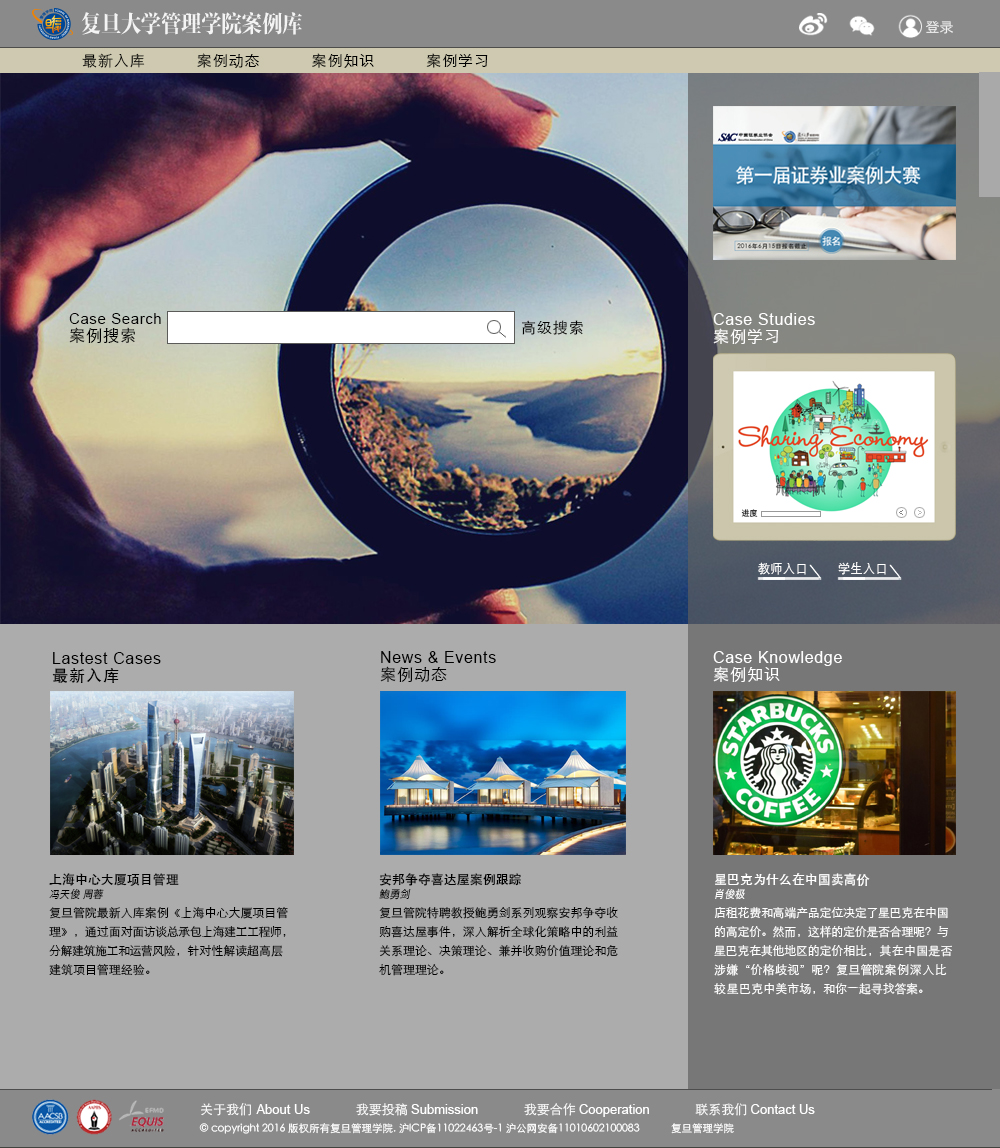 复旦大学管理学院案例库
登录
最新入库 案例动态 案例知识 案例学习
SAC 中国证券业协会
第一届证券业案例大赛
2016年6月15日报名截止
报名
Case Search
案例搜索
高级搜索
Case Studies
案例学习
Sharing Economy
进度
教师入口 学生入口
Lastest Cases
最新入库
上海中心大厦项目管理
冯天俊 周蓉
复旦管院最新入库案例《上海中心大厦项目管
理》，通过面对面访谈总承包上海建工工程师，
分解建筑施工和运营风险，针对性解读超高层
建筑项目管理经验。
News & Events
案例动态
安邦争夺喜达屋案例跟踪
鲍勇剑
复旦管院特聘教授鲍勇剑系列观察安邦争夺收
购喜达屋事件，深入解析全球化策略中的利益
关系理论、决策理论、兼并收购价值理论和危
机管理理论。
Case Knowledge
案例知识
STARBUCKS
COFFEE
星巴克为什么在中国卖高价
肖俊极
店租花费和高端产品定位决定了星巴克在中国
的高定价。然而，这样的定价是否合理呢？与
星巴克在其他地区的定价相比，其在中国是否
涉嫌“价格歧视”呢？复旦管院案例深入比
较星巴克中美市场，和你一起寻找答案。
AACSB
ACCREDITED
AMBA
EFMD
EQUIS
ACCREDITED
关于我们 About Us 我要投稿 Submission 我要合作 Cooperation 联系我们 Contact Us
© copyright 2016 版权所有复旦管理学院, 沪ICP备11022463号-1 沪公网安备11010602100083 复旦管理学院